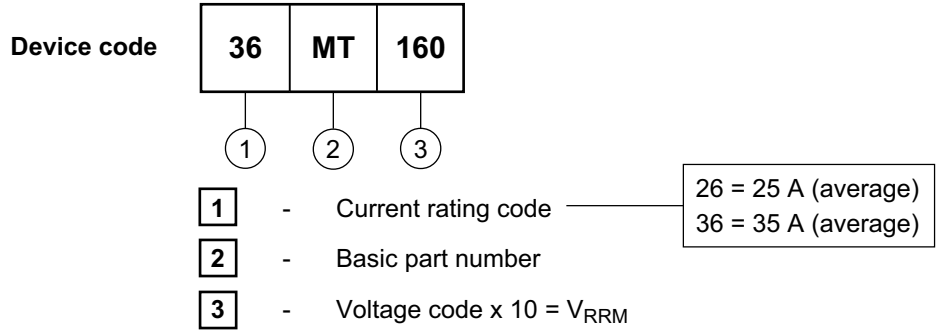 Device code 36 MT 160
1 2 3
1 - Current rating code
26 = 25 A (average)
36 = 35 A (average)
2 - Basic part number
3 - Voltage code x 10 = VRRM